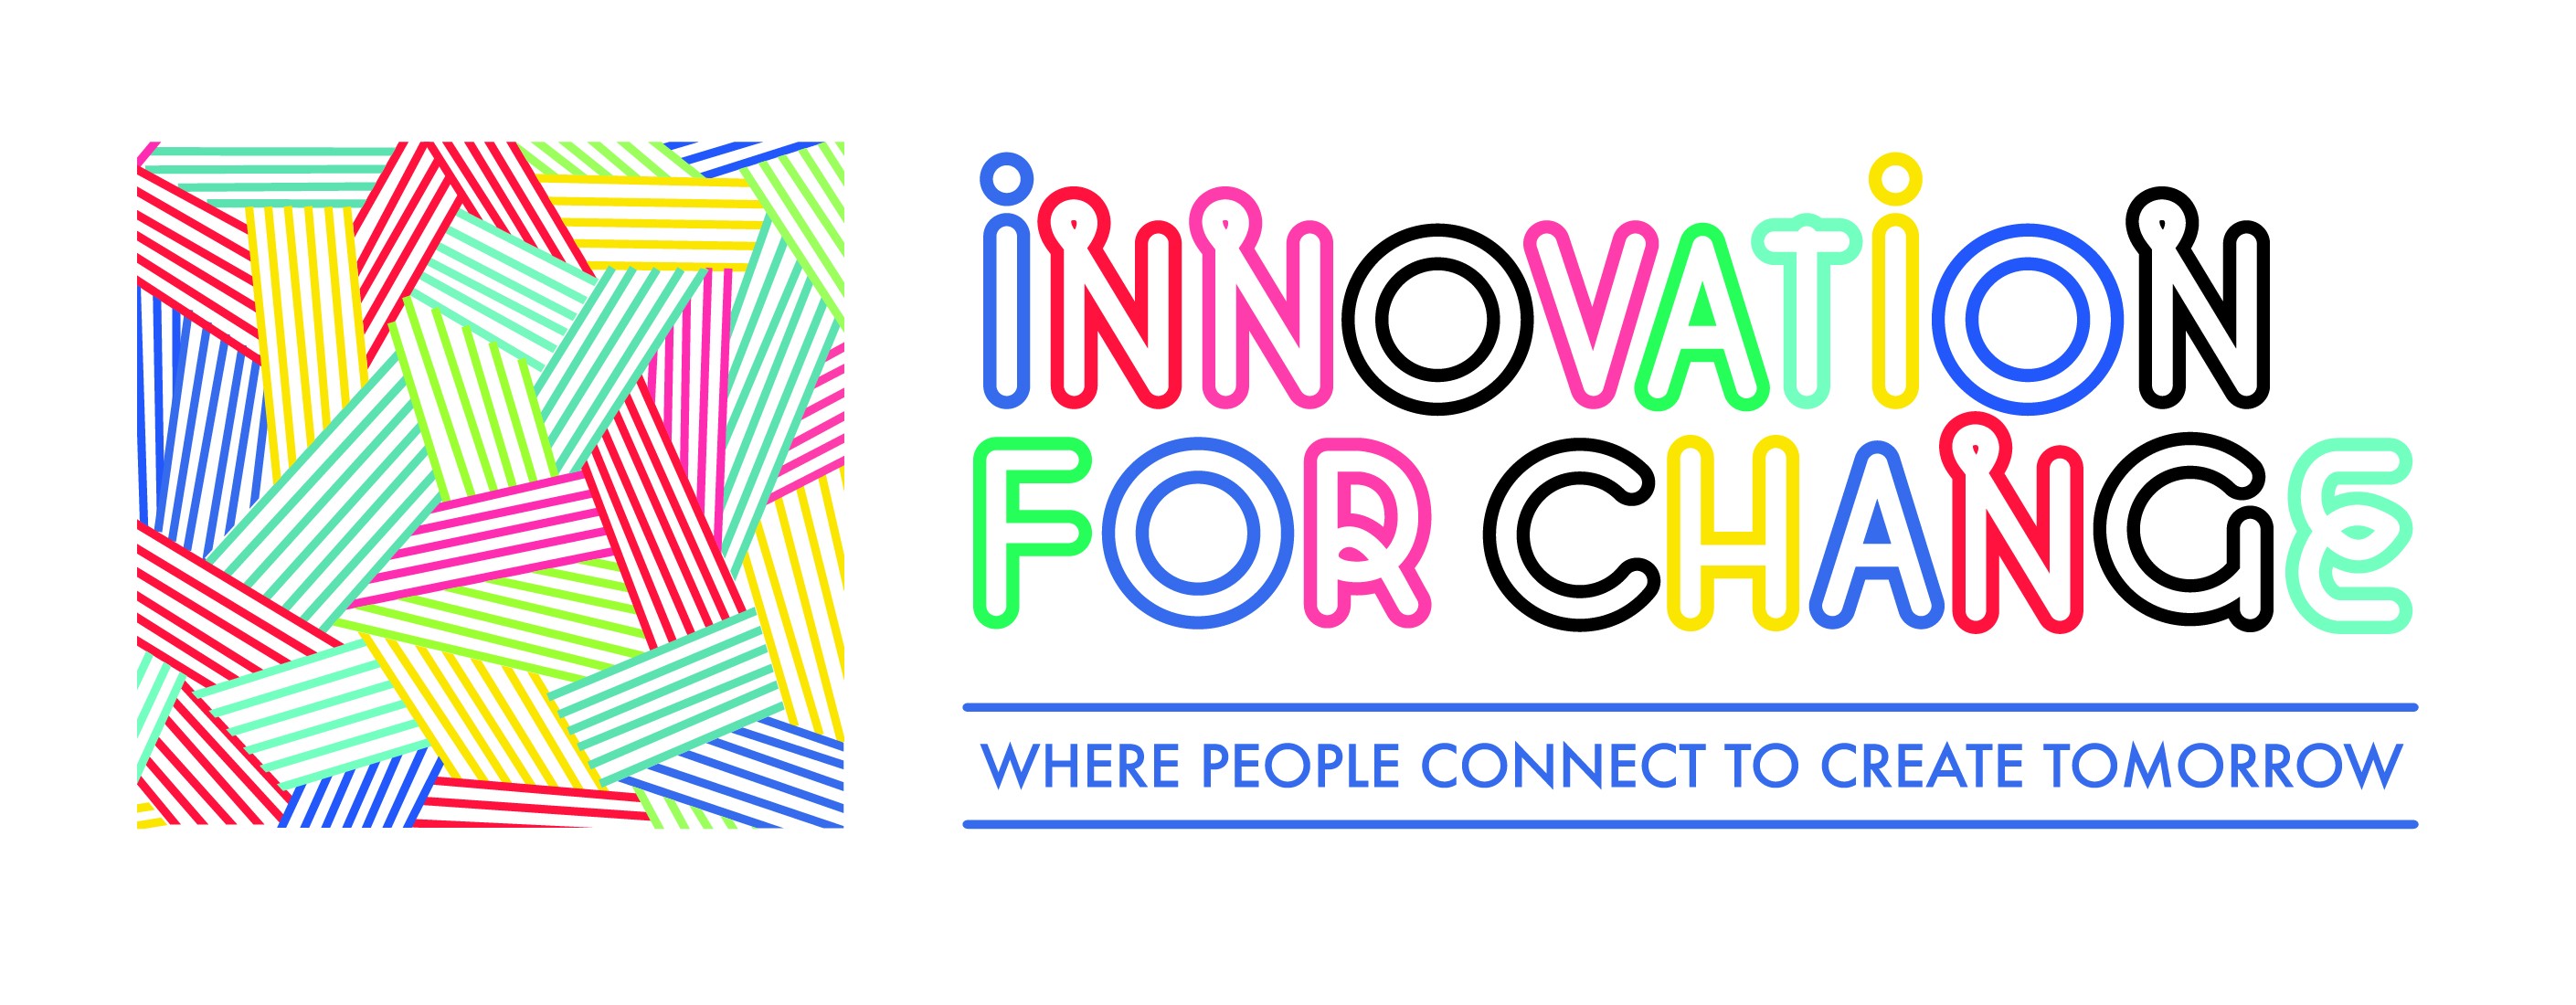 iNNOVATiON
FOR CHANGE
WHERE PEOPLE CONNECT TO CREATE TOMORROW